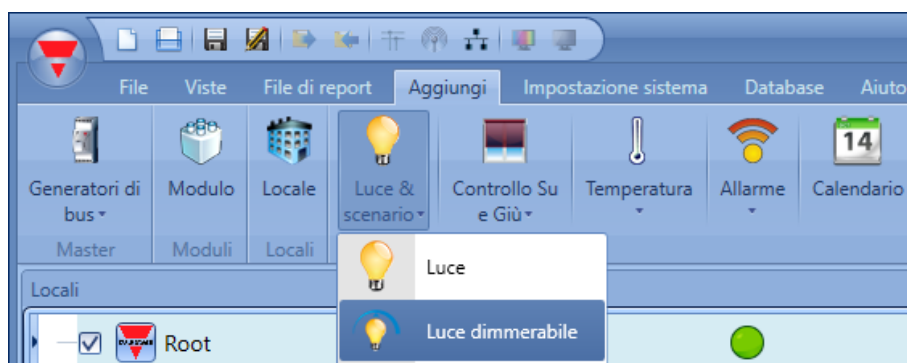 File Viste File di report Aggiungi Impostazione sistema Database Aiuto
14
Generatori di bus
Modulo
Locale
Luce & scenario
Controllo Su e Giù
Temperatura
Allarme
Calendario
Master Moduli Locali
Luce
Locali
Luce dimmerabile
Root